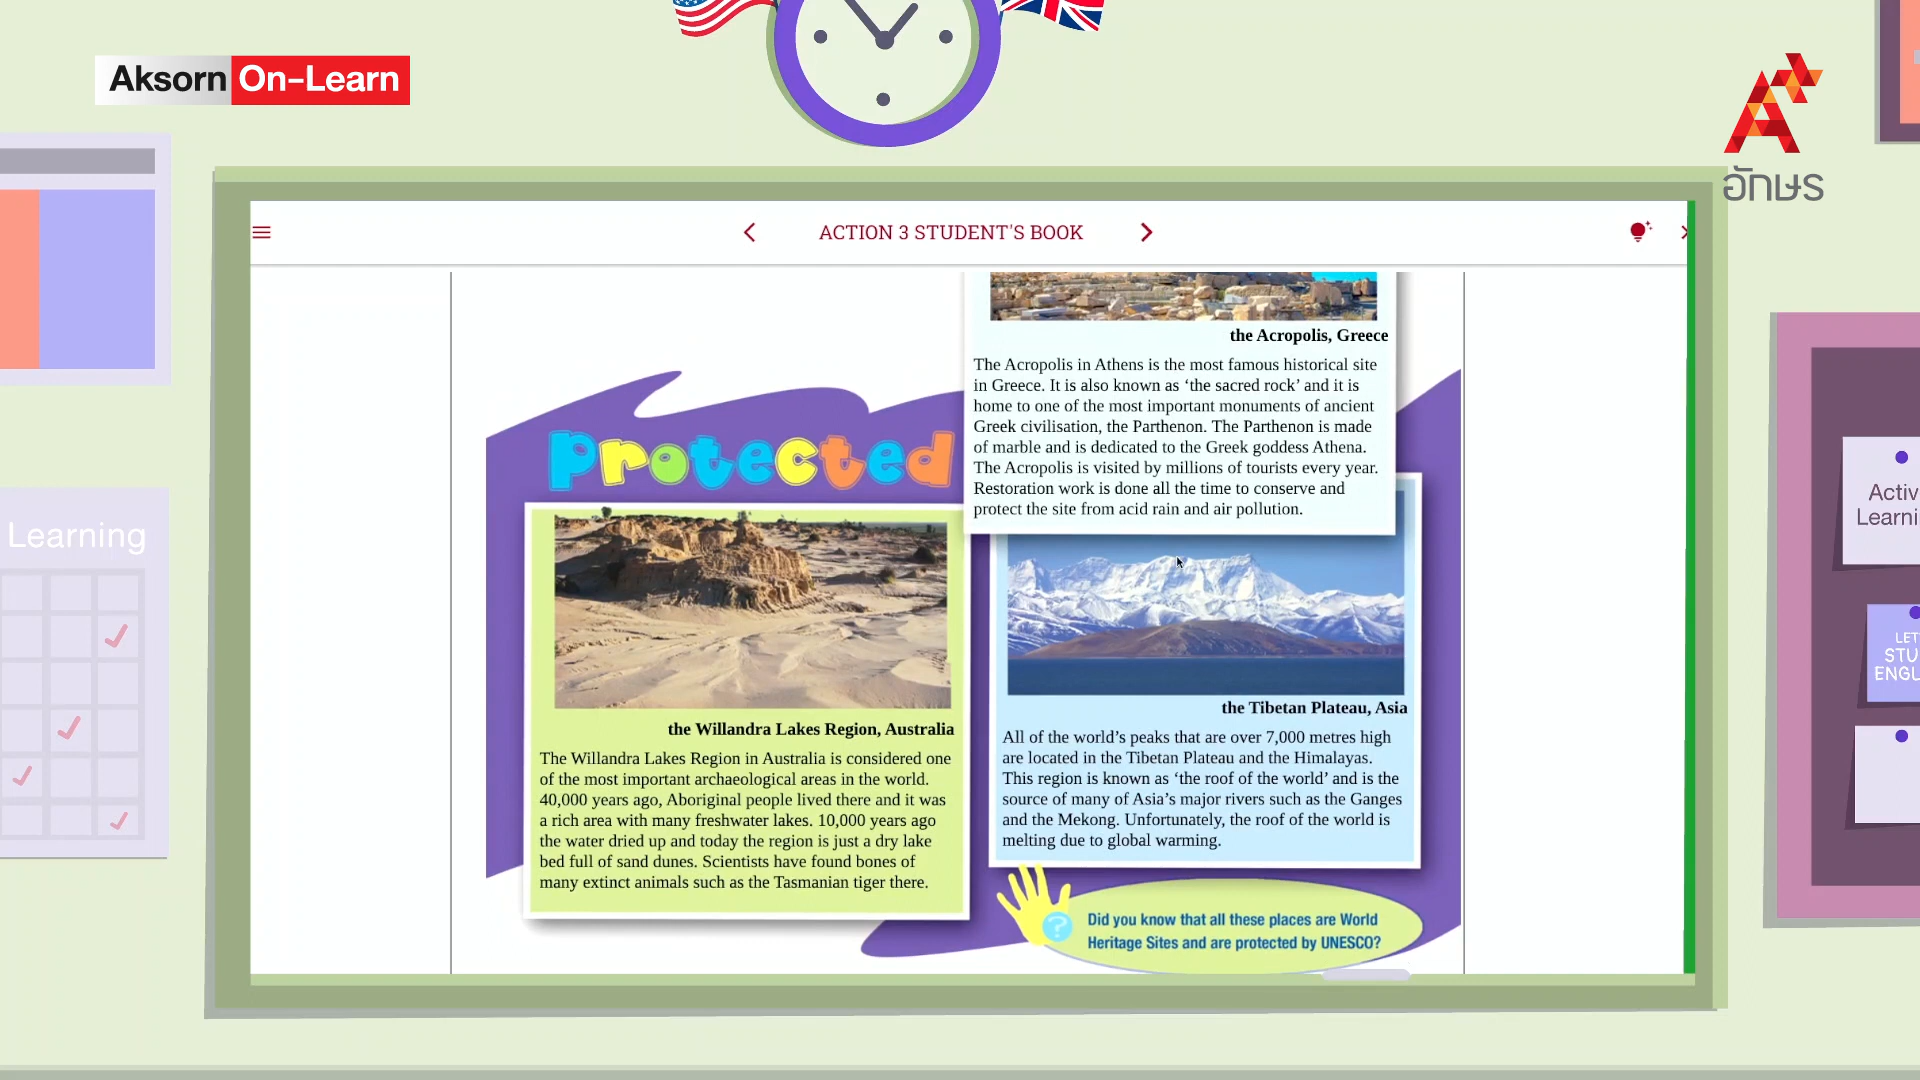 Aksorn On-Learn
อักษร
ACTION 3 STUDENT'S BOOK
the Acropolis, Greece
The Acropolis in Athens is the most famous historical site
in Greece. It is also known as ‘the sacred rock’ and it is
home to one of the most important monuments of ancient
Greek civilisation, the Parthenon. The Parthenon is made
of marble and is dedicated to the Greek goddess Athena.
The Acropolis is visited by millions of tourists every year.
Restoration work is done all the time to conserve and
protect the site from acid rain and air pollution.
Protected
the Willandra Lakes Region, Australia
The Willandra Lakes Region in Australia is considered one
of the most important archaeological areas in the world.
40,000 years ago, Aboriginal people lived there and it was
a rich area with many freshwater lakes. 10,000 years ago
the water dried up and today the region is just a dry lake
bed full of sand dunes. Scientists have found bones of
many extinct animals such as the Tasmanian tiger there.
the Tibetan Plateau, Asia
All of the world’s peaks that are over 7,000 metres high
are located in the Tibetan Plateau and the Himalayas.
This region is known as ‘the roof of the world’ and is the
source of many of Asia’s major rivers such as the Ganges
and the Mekong. Unfortunately, the roof of the world is
melting due to global warming.
?
Did you know that all these places are World
Heritage Sites and are protected by UNESCO?
Learning
Activ
Learni
LET
STU
ENGL